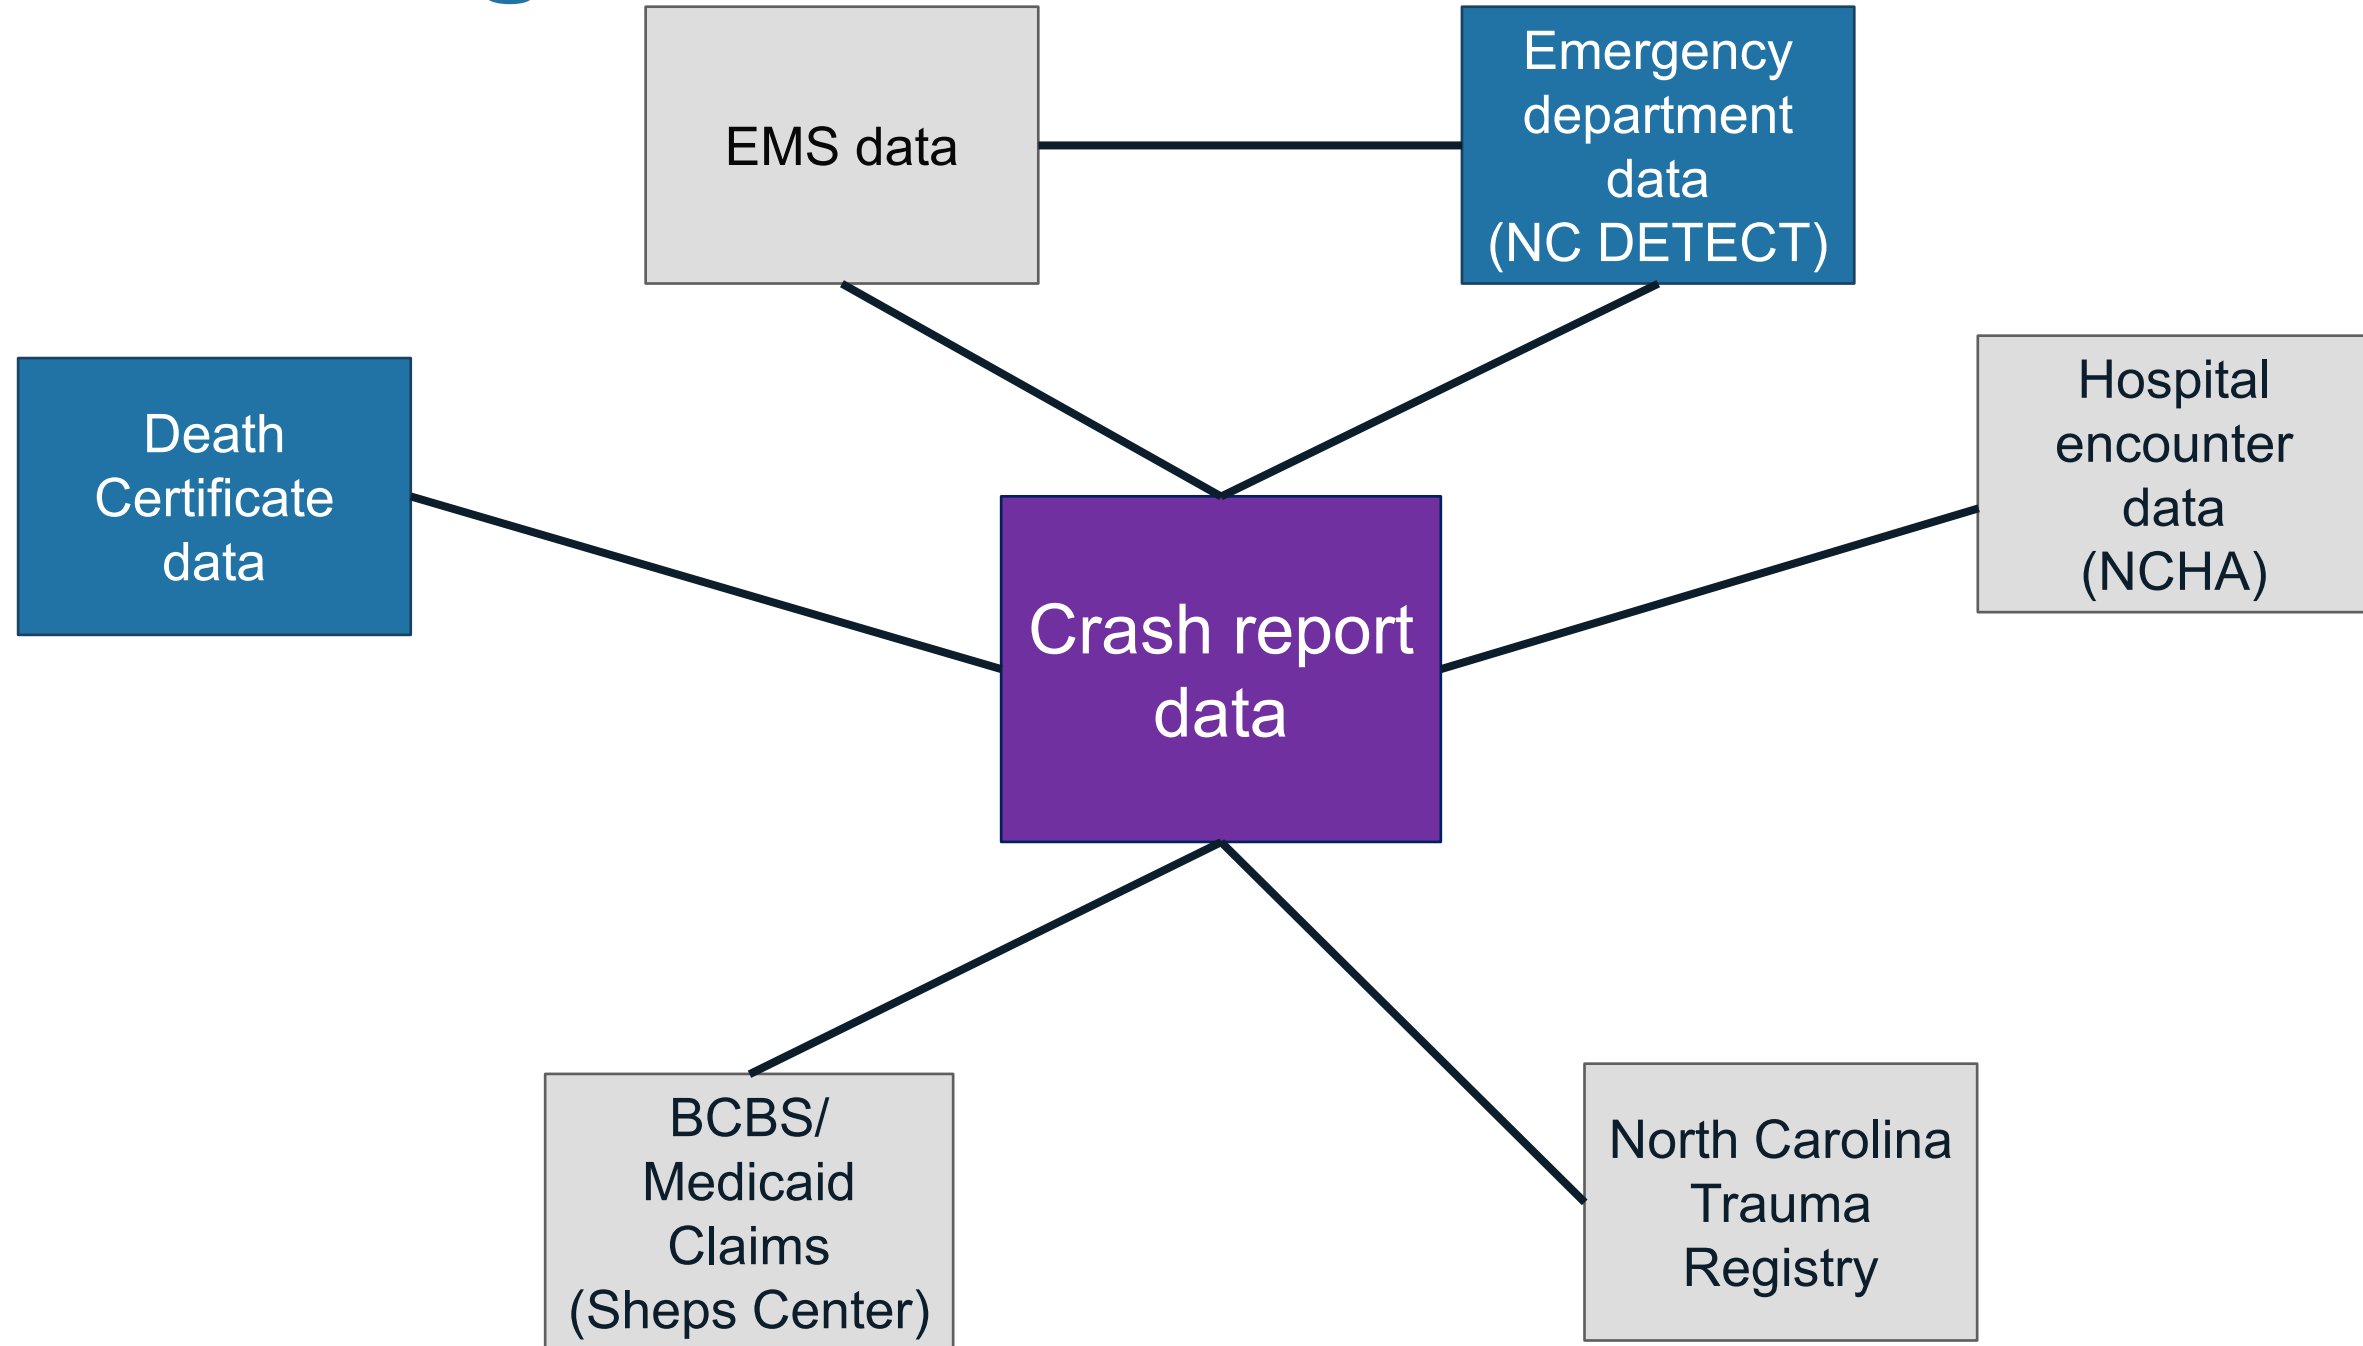 EMS data
Emergency
department
data
(NC DETECT)
Death
Certificate
data
Hospital
encounter
data
(NCHA)
Crash report
data
BCBS/
Medicaid
Claims
(Sheps Center)
North Carolina
Trauma
Registry